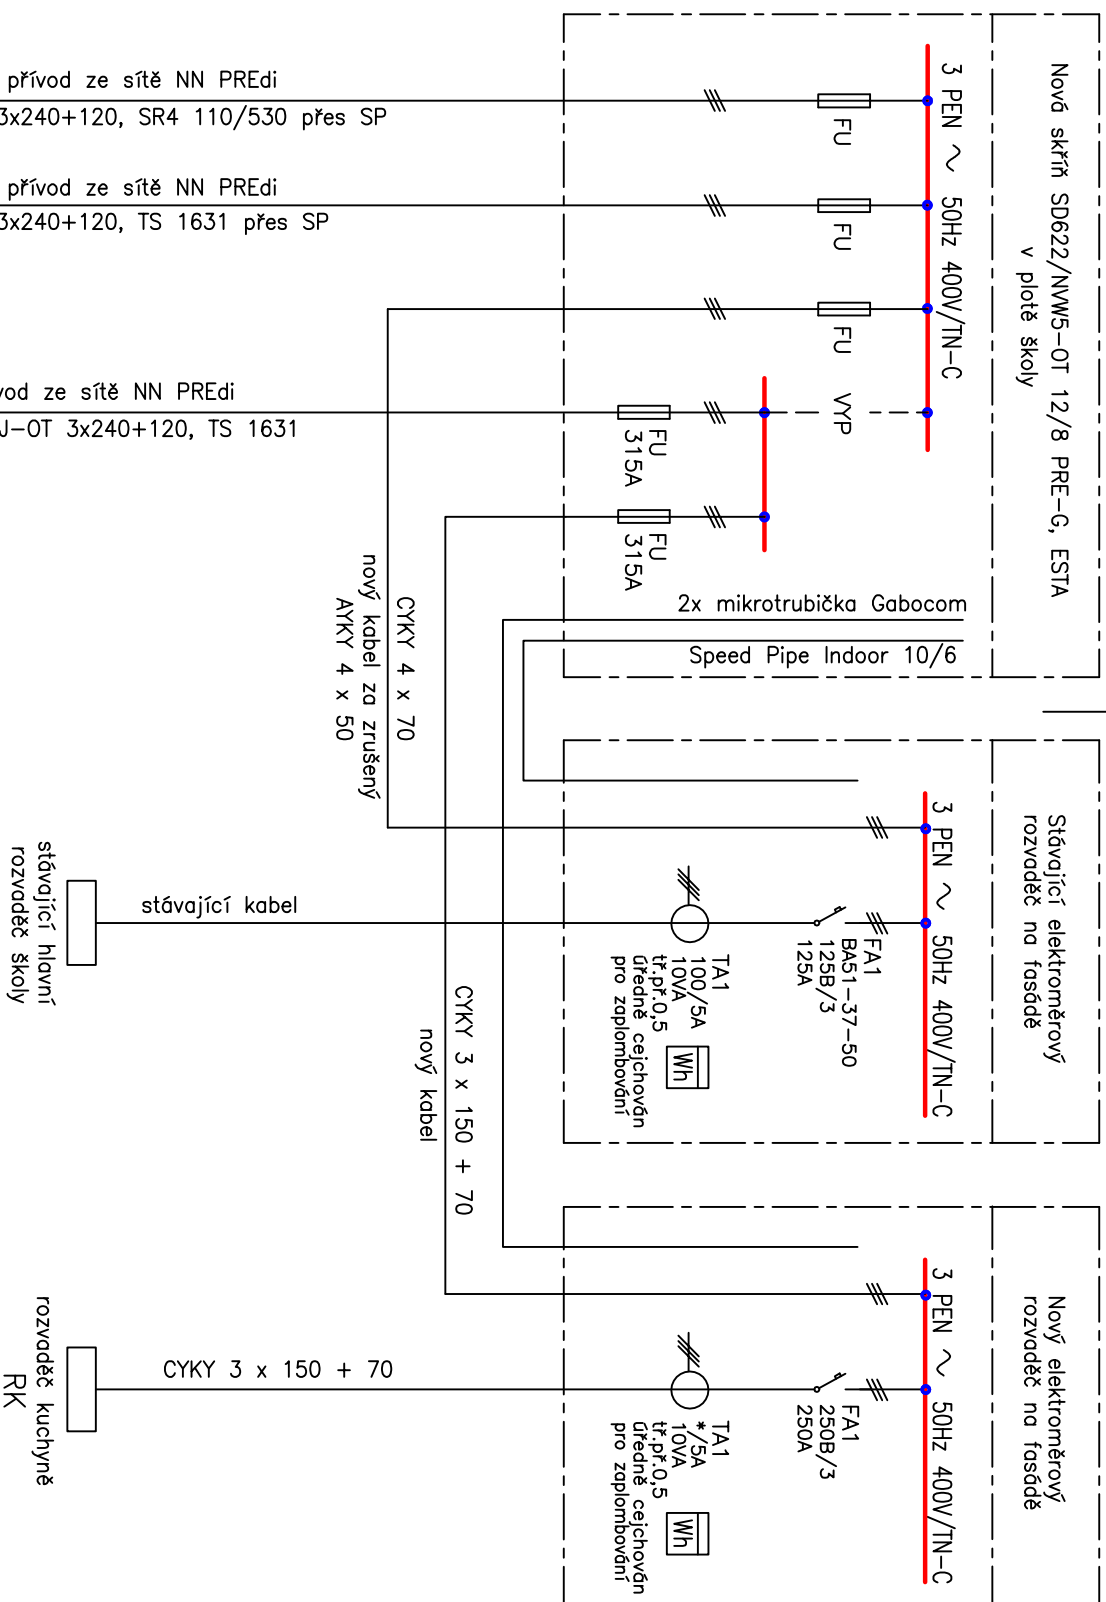 přívod ze sítě NN PREdi
3x240+120, SR4 110/530 přes SP
přívod ze sítě NN PREdi
3x240+120, TS 1631 přes SP
vod ze sítě NN PREdi
J-OT 3x240+120, TS 1631
Nová skříň SD622/NVW5-OT 12/8 PRE-G, ESTA
v plotě školy
3 PEN ~ 50Hz 400V/TN-C
FU
FU
FU
VYP
FU
315A
FU
315A
2x mikrotrubička Gabocom
Speed Pipe Indoor 10/6
CYKY 4 x 70
nový kabel za zrušený
AYKY 4 x 50
Stávající elektroměrový
rozvaděč na fasádě
3 PEN ~ 50Hz 400V/TN-C
FA1
BA51-37-50
125B/3
125A
TA1
100/5A
10VA
tř.př.0,5
úředně cejchován
pro zaplombování
Wh
stávající kabel
stávající hlavní
rozvaděč školy
CYKY 3 x 150 + 70
nový kabel
Nový elektroměrový
rozvaděč na fasádě
3 PEN ~ 50Hz 400V/TN-C
FA1
250B/3
250A
TA1
*/5A
10VA
tř.př.0,5
úředně cejchován
pro zaplombování
Wh
CYKY 3 x 150 + 70
rozvaděč kuchyně
RK